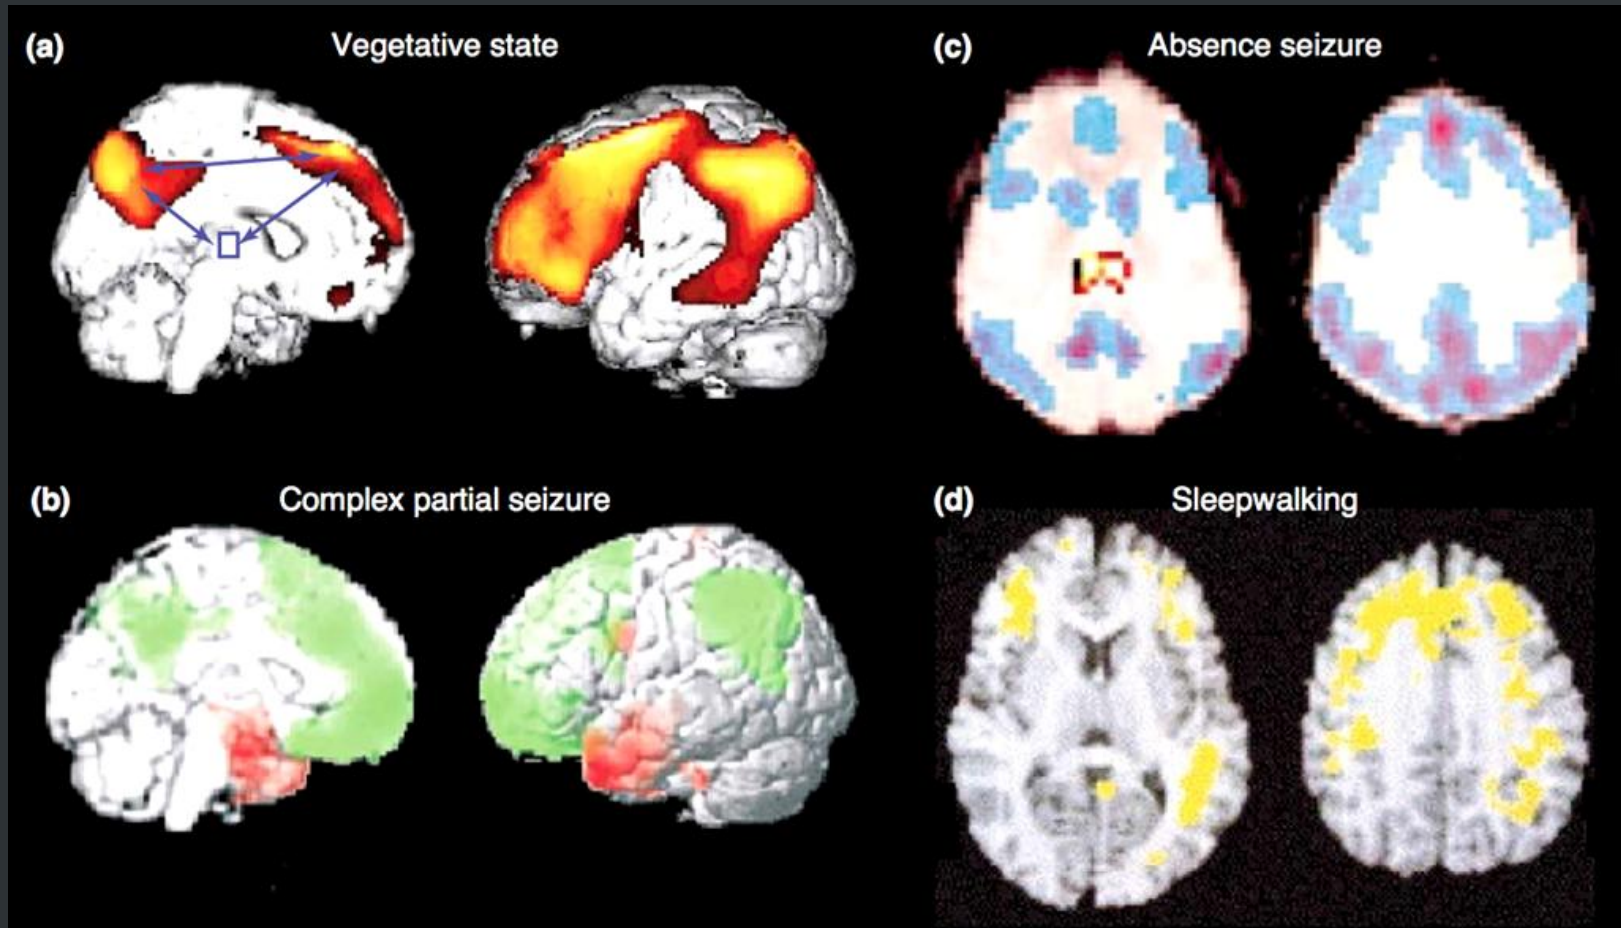 (a) Vegetative state
(c) Absence seizure
(b) Complex partial seizure
(d) Sleepwalking